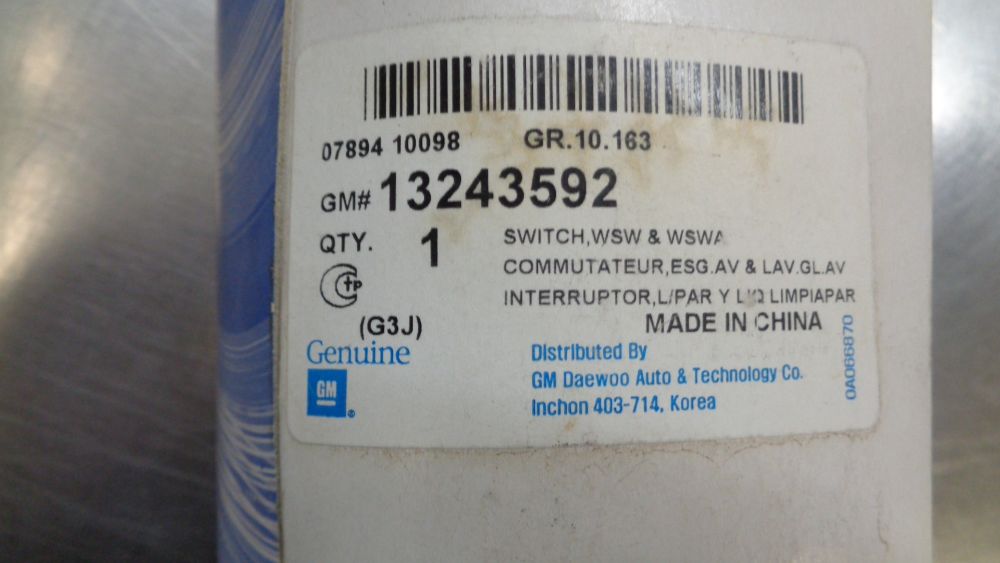 07894 10098 GR.10.163
GM# 13243592
QTY. 1 SWITCH,WSW & WSWA
COMMUTATEUR,ESG.AV & LAV.GL.AV
INTERRUPTOR,L/PAR Y LIQ LIMPIAPAR
(G3J) MADE IN CHINA
Genuine
GM
Distributed By
GM Daewoo Auto & Technology Co.
Inchon 403-714, Korea
0A066870